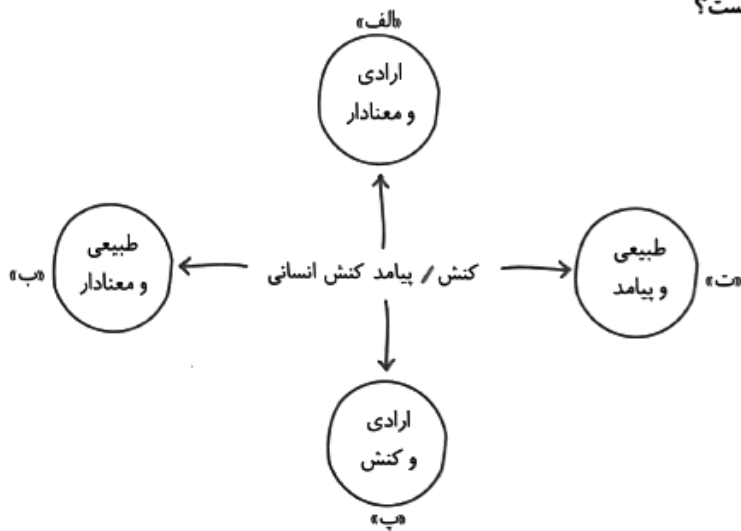 ست؟
«الف»
ارادی
و معنادار
طبیعی
و پیامد
«ت»
کنش / پیامد کنش انسانی
طبیعی
و معنادار
«ب»
ارادی
و کنش
«پ»